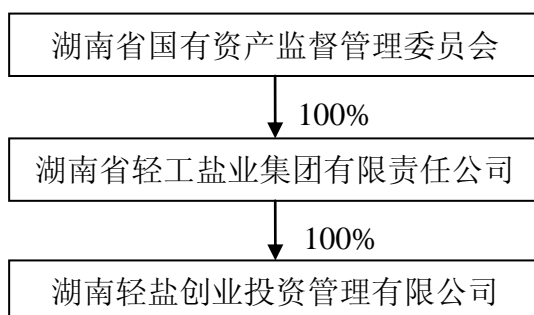 湖南省国有资产监督管理委员会
100%
湖南省轻工盐业集团有限责任公司
100%
湖南轻盐创业投资管理有限公司